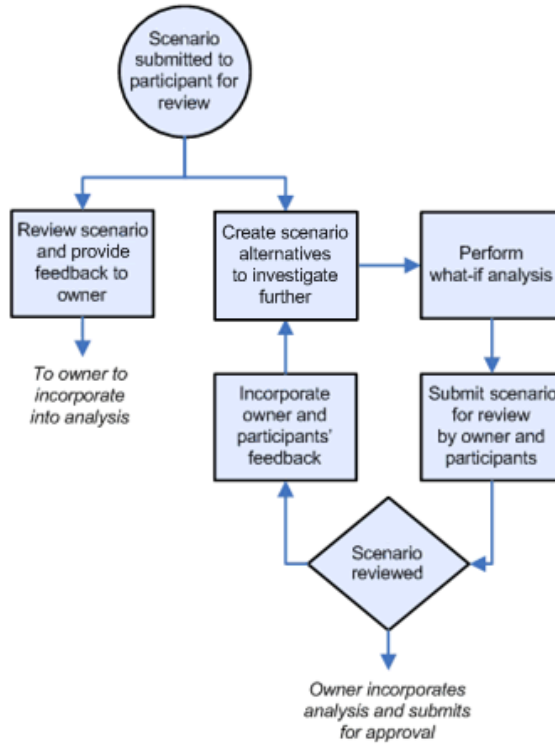 Scenario
submitted to
participant for
review
Review scenario
and provide
feedback to
owner
Create scenario
alternatives
to investigate
further
Perform
what-if analysis
To owner to
incorporate
into analysis
Incorporate
owner and
participants'
feedback
Submit scenario
for review
by owner and
participants
Scenario
reviewed
Owner incorporates
analysis and submits
for approval